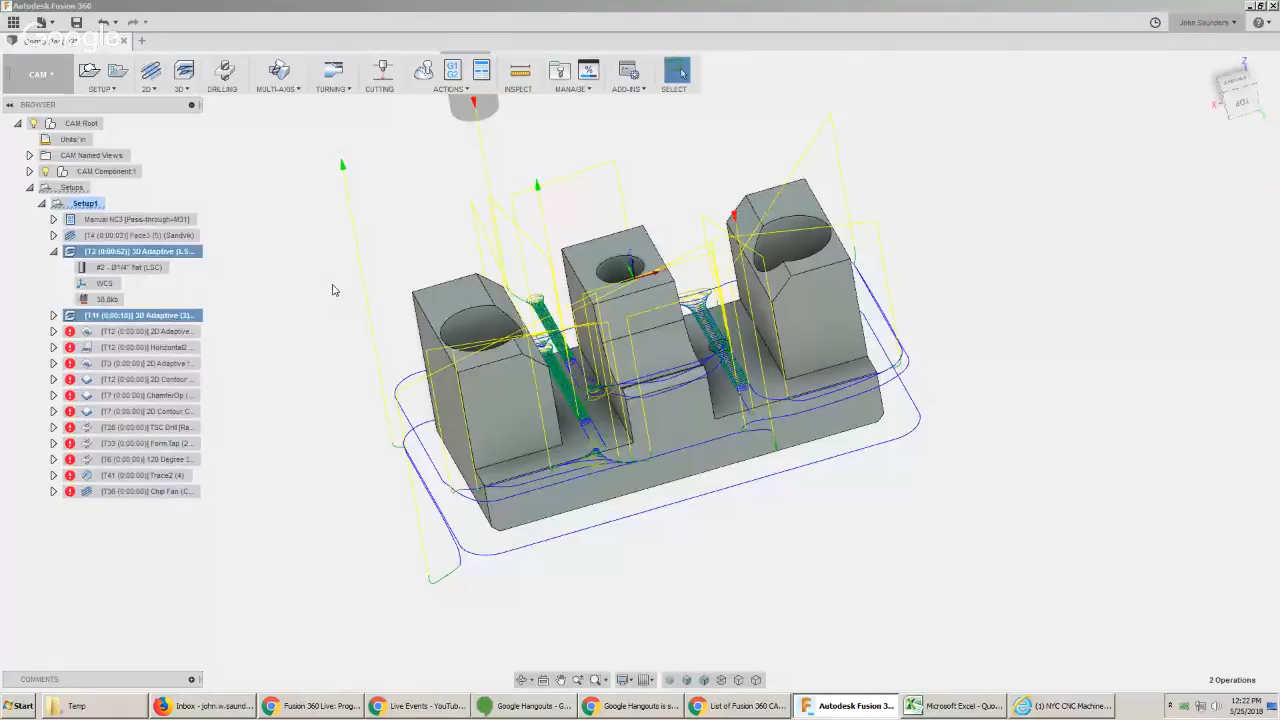 Autodesk Fusion 360
Google
John Saunders
CAM
SETUP
2D
3D
DRILLING
MULTI-AXIS
TURNING
CUTTING
G1
G2
ACTIONS
INSPECT
MANAGE
ADD-INS
SELECT
BROWSER
CAM Root
Units: in
CAM Named Views
CAM Component:1
Setups
Setup1
Manual NC3 [Pass-through=M31]
[T4 (0:00:03)] Face3 (5) (Sandvik)
[T2 (0:00:52)] 3D Adaptive (LS...
#2 - Ø1/4" flat (LSC)
WCS
38.8kb
[T11 (0:00:18)] 3D Adaptive (2)...
[T12 (0:00:00)] 2D Adaptive...
[T12 (0:00:00)] Horizontal2 ...
[T3 (0:00:00)] 2D Adaptive ...
[T12 (0:00:00)] 2D Contour ...
[T7 (0:00:00)] ChamferOp (...
[T7 (0:00:00)] 2D Contour C...
[T28 (0:00:00)] TSC Drill [Ra...
[T33 (0:00:00)] FormTap (2...
[T6 (0:00:00)] 120 Degree S...
[T41 (0:00:00)] Trace2 (4)
[T36 (0:00:00)] Chip Fan (C...
Z
X
TOP
COMMENTS
2 Operations
Start
Temp
Inbox - john.w.saund...
Fusion 360 Live: Prog...
Live Events - YouTub...
Google Hangouts - G...
Google Hangouts is s...
List of Fusion 360 CA...
Autodesk Fusion 3...
Microsoft Excel - Quo...
(1) NYC CNC Machine...
12:22 PM
5/25/2018